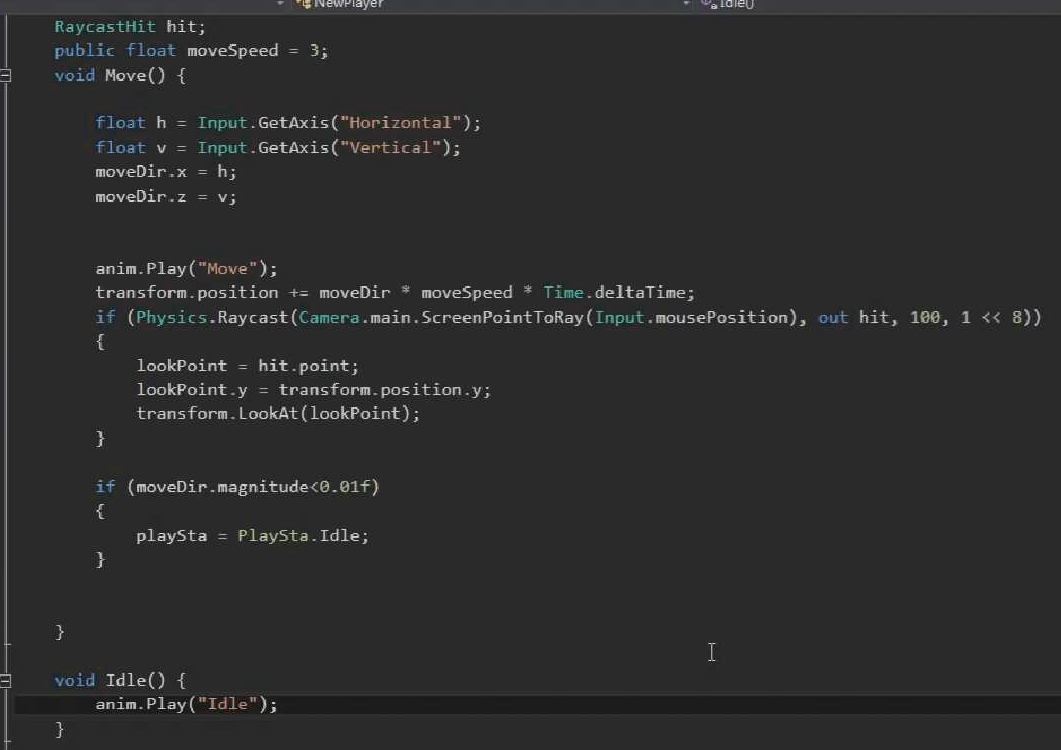 NewPlayer Idle()
RaycastHit hit;
public float moveSpeed = 3;
void Move() {
float h = Input.GetAxis("Horizontal");
float v = Input.GetAxis("Vertical");
moveDir.x = h;
moveDir.z = v;
anim.Play("Move");
transform.position += moveDir * moveSpeed * Time.deltaTime;
if (Physics.Raycast(Camera.main.ScreenPointToRay(Input.mousePosition), out hit, 100, 1 << 8))
{
lookPoint = hit.point;
lookPoint.y = transform.position.y;
transform.LookAt(lookPoint);
}
if (moveDir.magnitude<0.01f)
{
playSta = PlaySta.Idle;
}
}
void Idle() {
anim.Play("Idle");
}